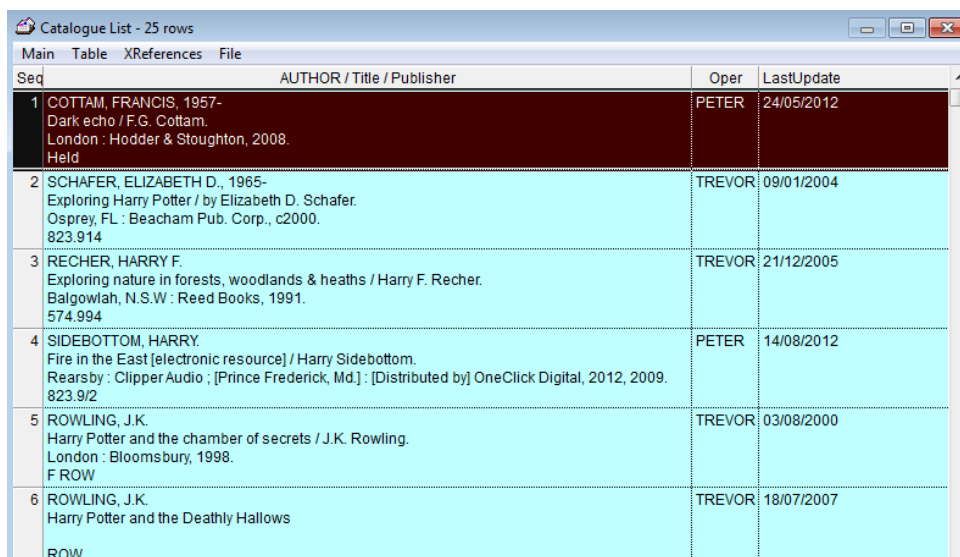 Catalogue List - 25 rows
Main Table XReferences File
Seq AUTHOR / Title / Publisher Oper LastUpdate
1 COTTAM, FRANCIS, 1957- PETER 24/05/2012
Dark echo / F.G. Cottam.
London : Hodder & Stoughton, 2008.
Held
2 SCHAFER, ELIZABETH D., 1965- TREVOR 09/01/2004
Exploring Harry Potter / by Elizabeth D. Schafer.
Osprey, FL : Beacham Pub. Corp., c2000.
823.914
3 RECHER, HARRY F. TREVOR 21/12/2005
Exploring nature in forests, woodlands & heaths / Harry F. Recher.
Balgowlah, N.S.W : Reed Books, 1991.
574.994
4 SIDEBOTTOM, HARRY. PETER 14/08/2012
Fire in the East [electronic resource] / Harry Sidebottom.
Rearsby : Clipper Audio ; [Prince Frederick, Md.] : [Distributed by] OneClick Digital, 2012, 2009.
823.9/2
5 ROWLING, J.K. TREVOR 03/08/2000
Harry Potter and the chamber of secrets / J.K. Rowling.
London : Bloomsbury, 1998.
F ROW
6 ROWLING, J.K. TREVOR 18/07/2007
Harry Potter and the Deathly Hallows
ROW